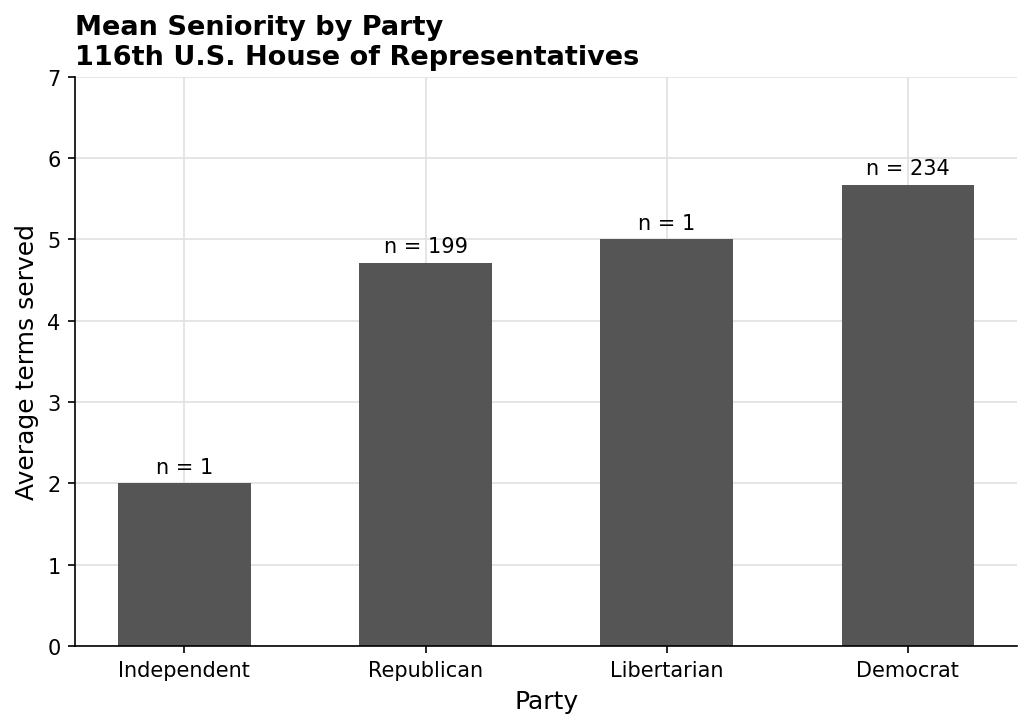 Mean Seniority by Party
116th U.S. House of Representatives
7
6
5
4
3
2
1
0
Average terms served
n = 1
n = 199
n = 1
n = 234
Independent
Republican
Libertarian
Democrat
Party